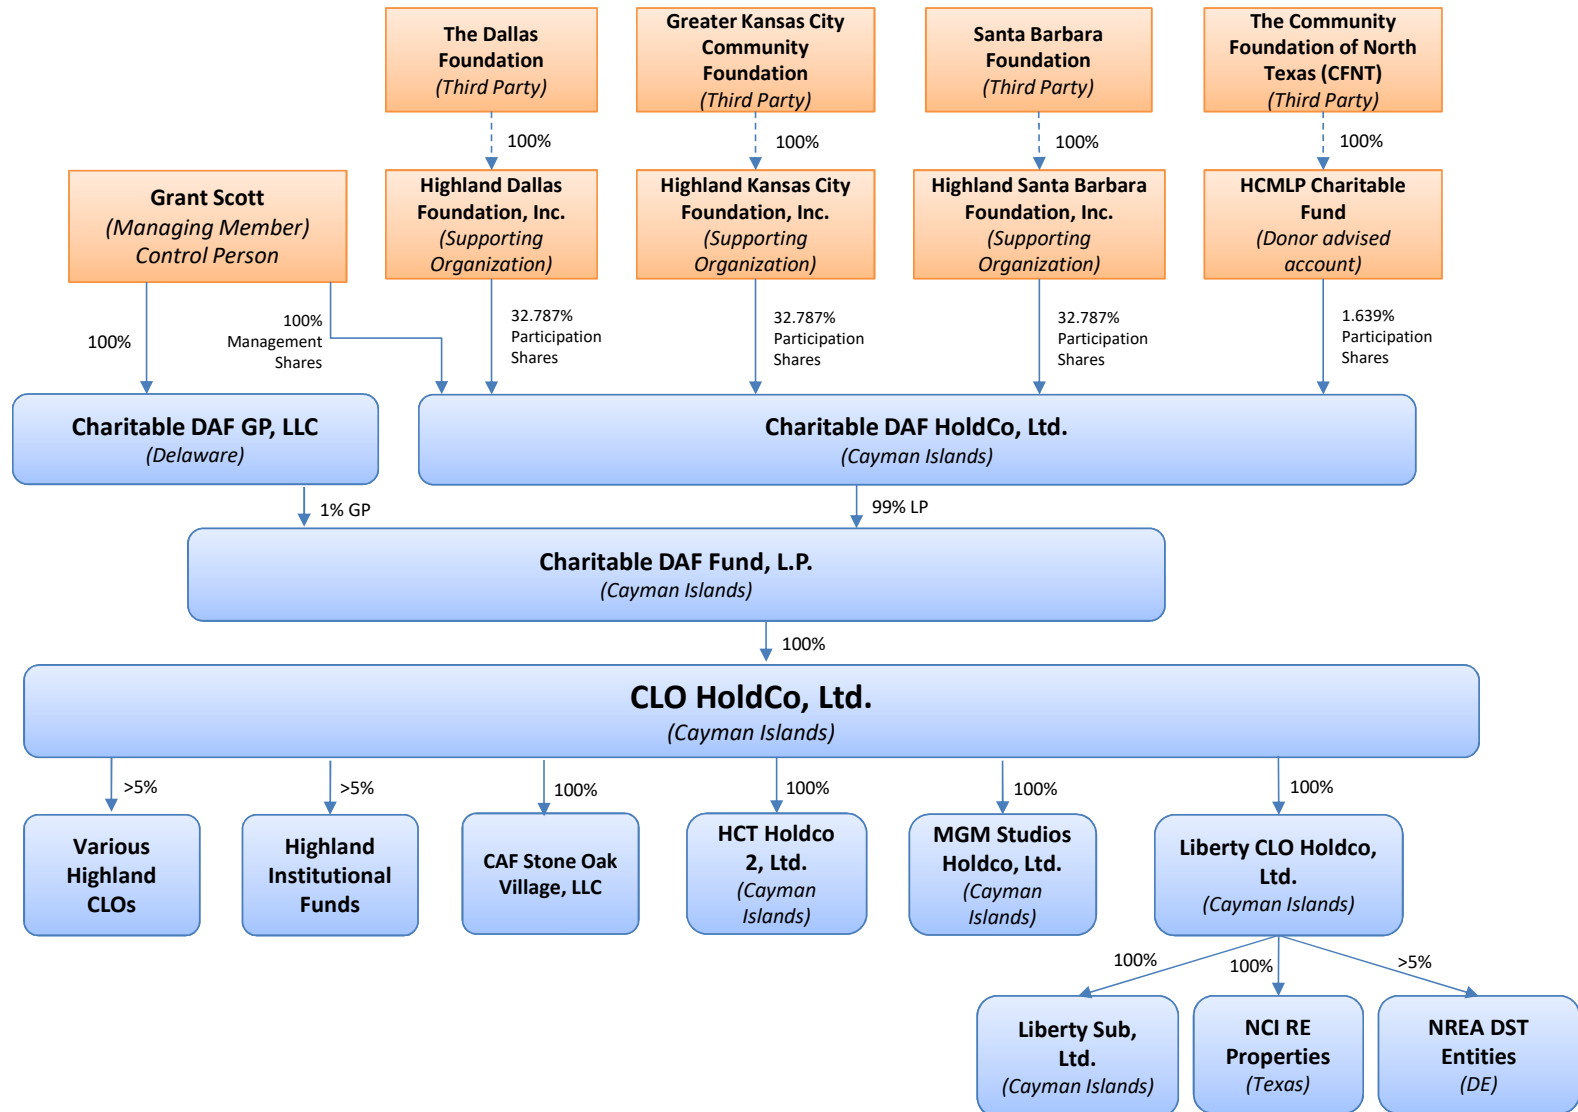 The Dallas
Foundation
(Third Party)
Greater Kansas City
Community
Foundation
(Third Party)
Santa Barbara
Foundation
(Third Party)
The Community
Foundation of North
Texas (CFNT)
(Third Party)
100%
100%
100%
100%
Grant Scott
(Managing Member)
Control Person
Highland Dallas
Foundation, Inc.
(Supporting
Organization)
Highland Kansas City
Foundation, Inc.
(Supporting
Organization)
Highland Santa Barbara
Foundation, Inc.
(Supporting
Organization)
HCMLP Charitable
Fund
(Donor advised
account)
100%
100%
Management
Shares
32.787%
Participation
Shares
32.787%
Participation
Shares
32.787%
Participation
Shares
1.639%
Participation
Shares
Charitable DAF GP, LLC
(Delaware)
Charitable DAF HoldCo, Ltd.
(Cayman Islands)
1% GP
99% LP
Charitable DAF Fund, L.P.
(Cayman Islands)
100%
CLO HoldCo, Ltd.
(Cayman Islands)
>5%
>5%
100%
100%
100%
100%
Various
Highland
CLOs
Highland
Institutional
Funds
CAF Stone Oak
Village, LLC
HCT Holdco
2, Ltd.
(Cayman
Islands)
MGM Studios
Holdco, Ltd.
(Cayman
Islands)
Liberty CLO Holdco,
Ltd.
(Cayman Islands)
100%
100%
>5%
Liberty Sub,
Ltd.
(Cayman Islands)
NCI RE
Properties
(Texas)
NREA DST
Entities
(DE)